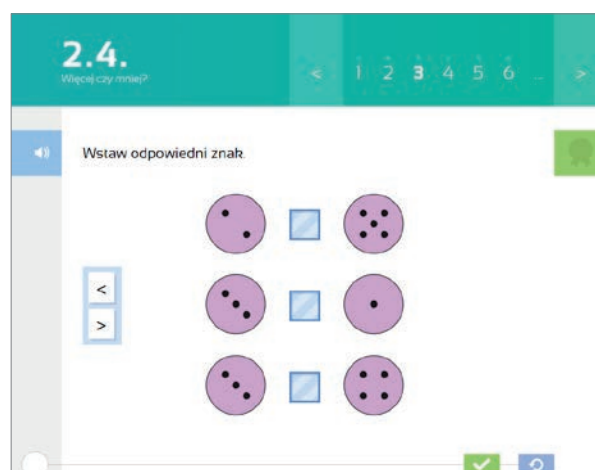 2.4.
Więcej czy mniej?
< 1 2 3 4 5 6 ... >
Wstaw odpowiedni znak.
<
>